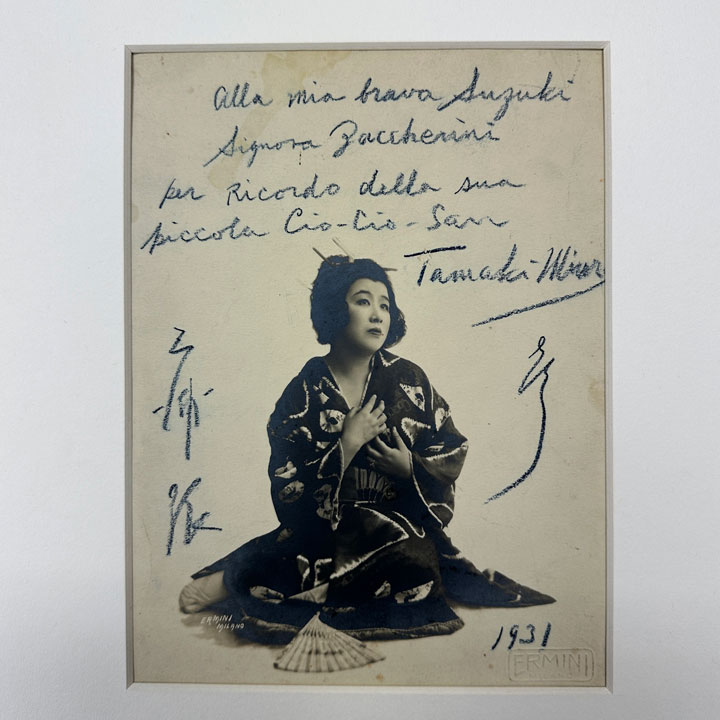 Alla mia brava Suzuki
Signora Zaccherini
per Ricordo della sua
piccola Cio-Cio-San
Tamaki Miura
三浦
環
1931
ERMINI
MILANO
ERMINI